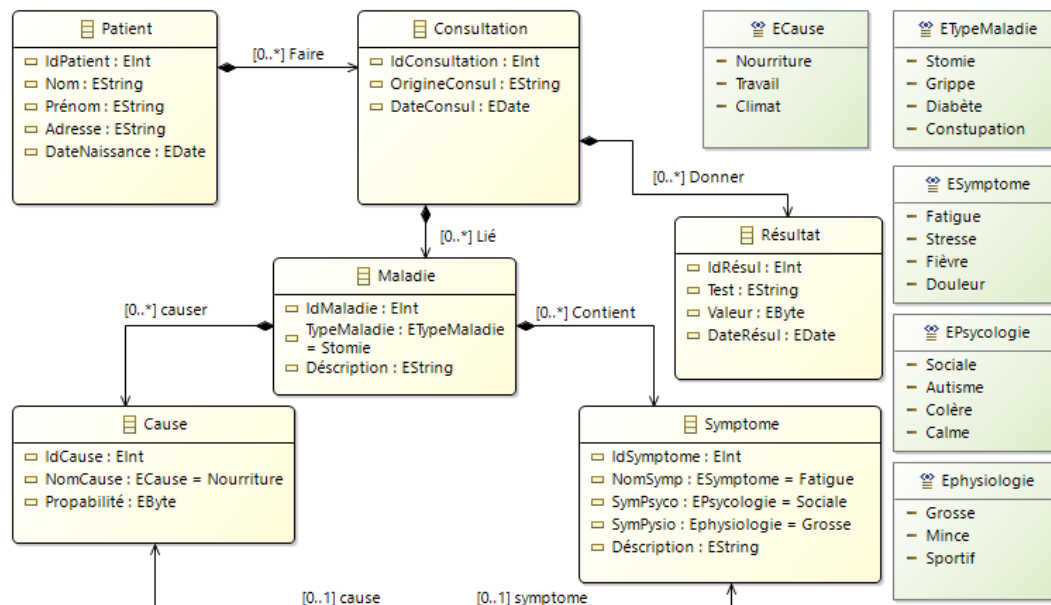 Patient
IdPatient : EInt
Nom : EString
Prénom : EString
Adresse : EString
DateNaissance : EDate
[0..*] Faire
Consultation
IdConsultation : EInt
OrigineConsul : EString
DateConsul : EDate
ECause
Nourriture
Travail
Climat
ETypeMaladie
Stomie
Grippe
Diabète
Constupation
[0..*] Donner
[0..*] Lié
ESymptome
Fatigue
Stresse
Fièvre
Douleur
Résultat
IdRésul : EInt
Test : EString
Valeur : EByte
DateRésul : EDate
Maladie
IdMaladie : EInt
TypeMaladie : ETypeMaladie
= Stomie
Déscription : EString
[0..*] causer
[0..*] Contient
EPsycologie
Sociale
Autisme
Colère
Calme
Cause
IdCause : EInt
NomCause : ECause = Nourriture
Propabilité : EByte
Symptome
IdSymptome : EInt
NomSymp : ESymptome = Fatigue
SymPsyco : EPsycologie = Sociale
SymPysio : Ephysiologie = Grosse
Déscription : EString
Ephysiologie
Grosse
Mince
Sportif
[0..1] cause
[0..1] symptome